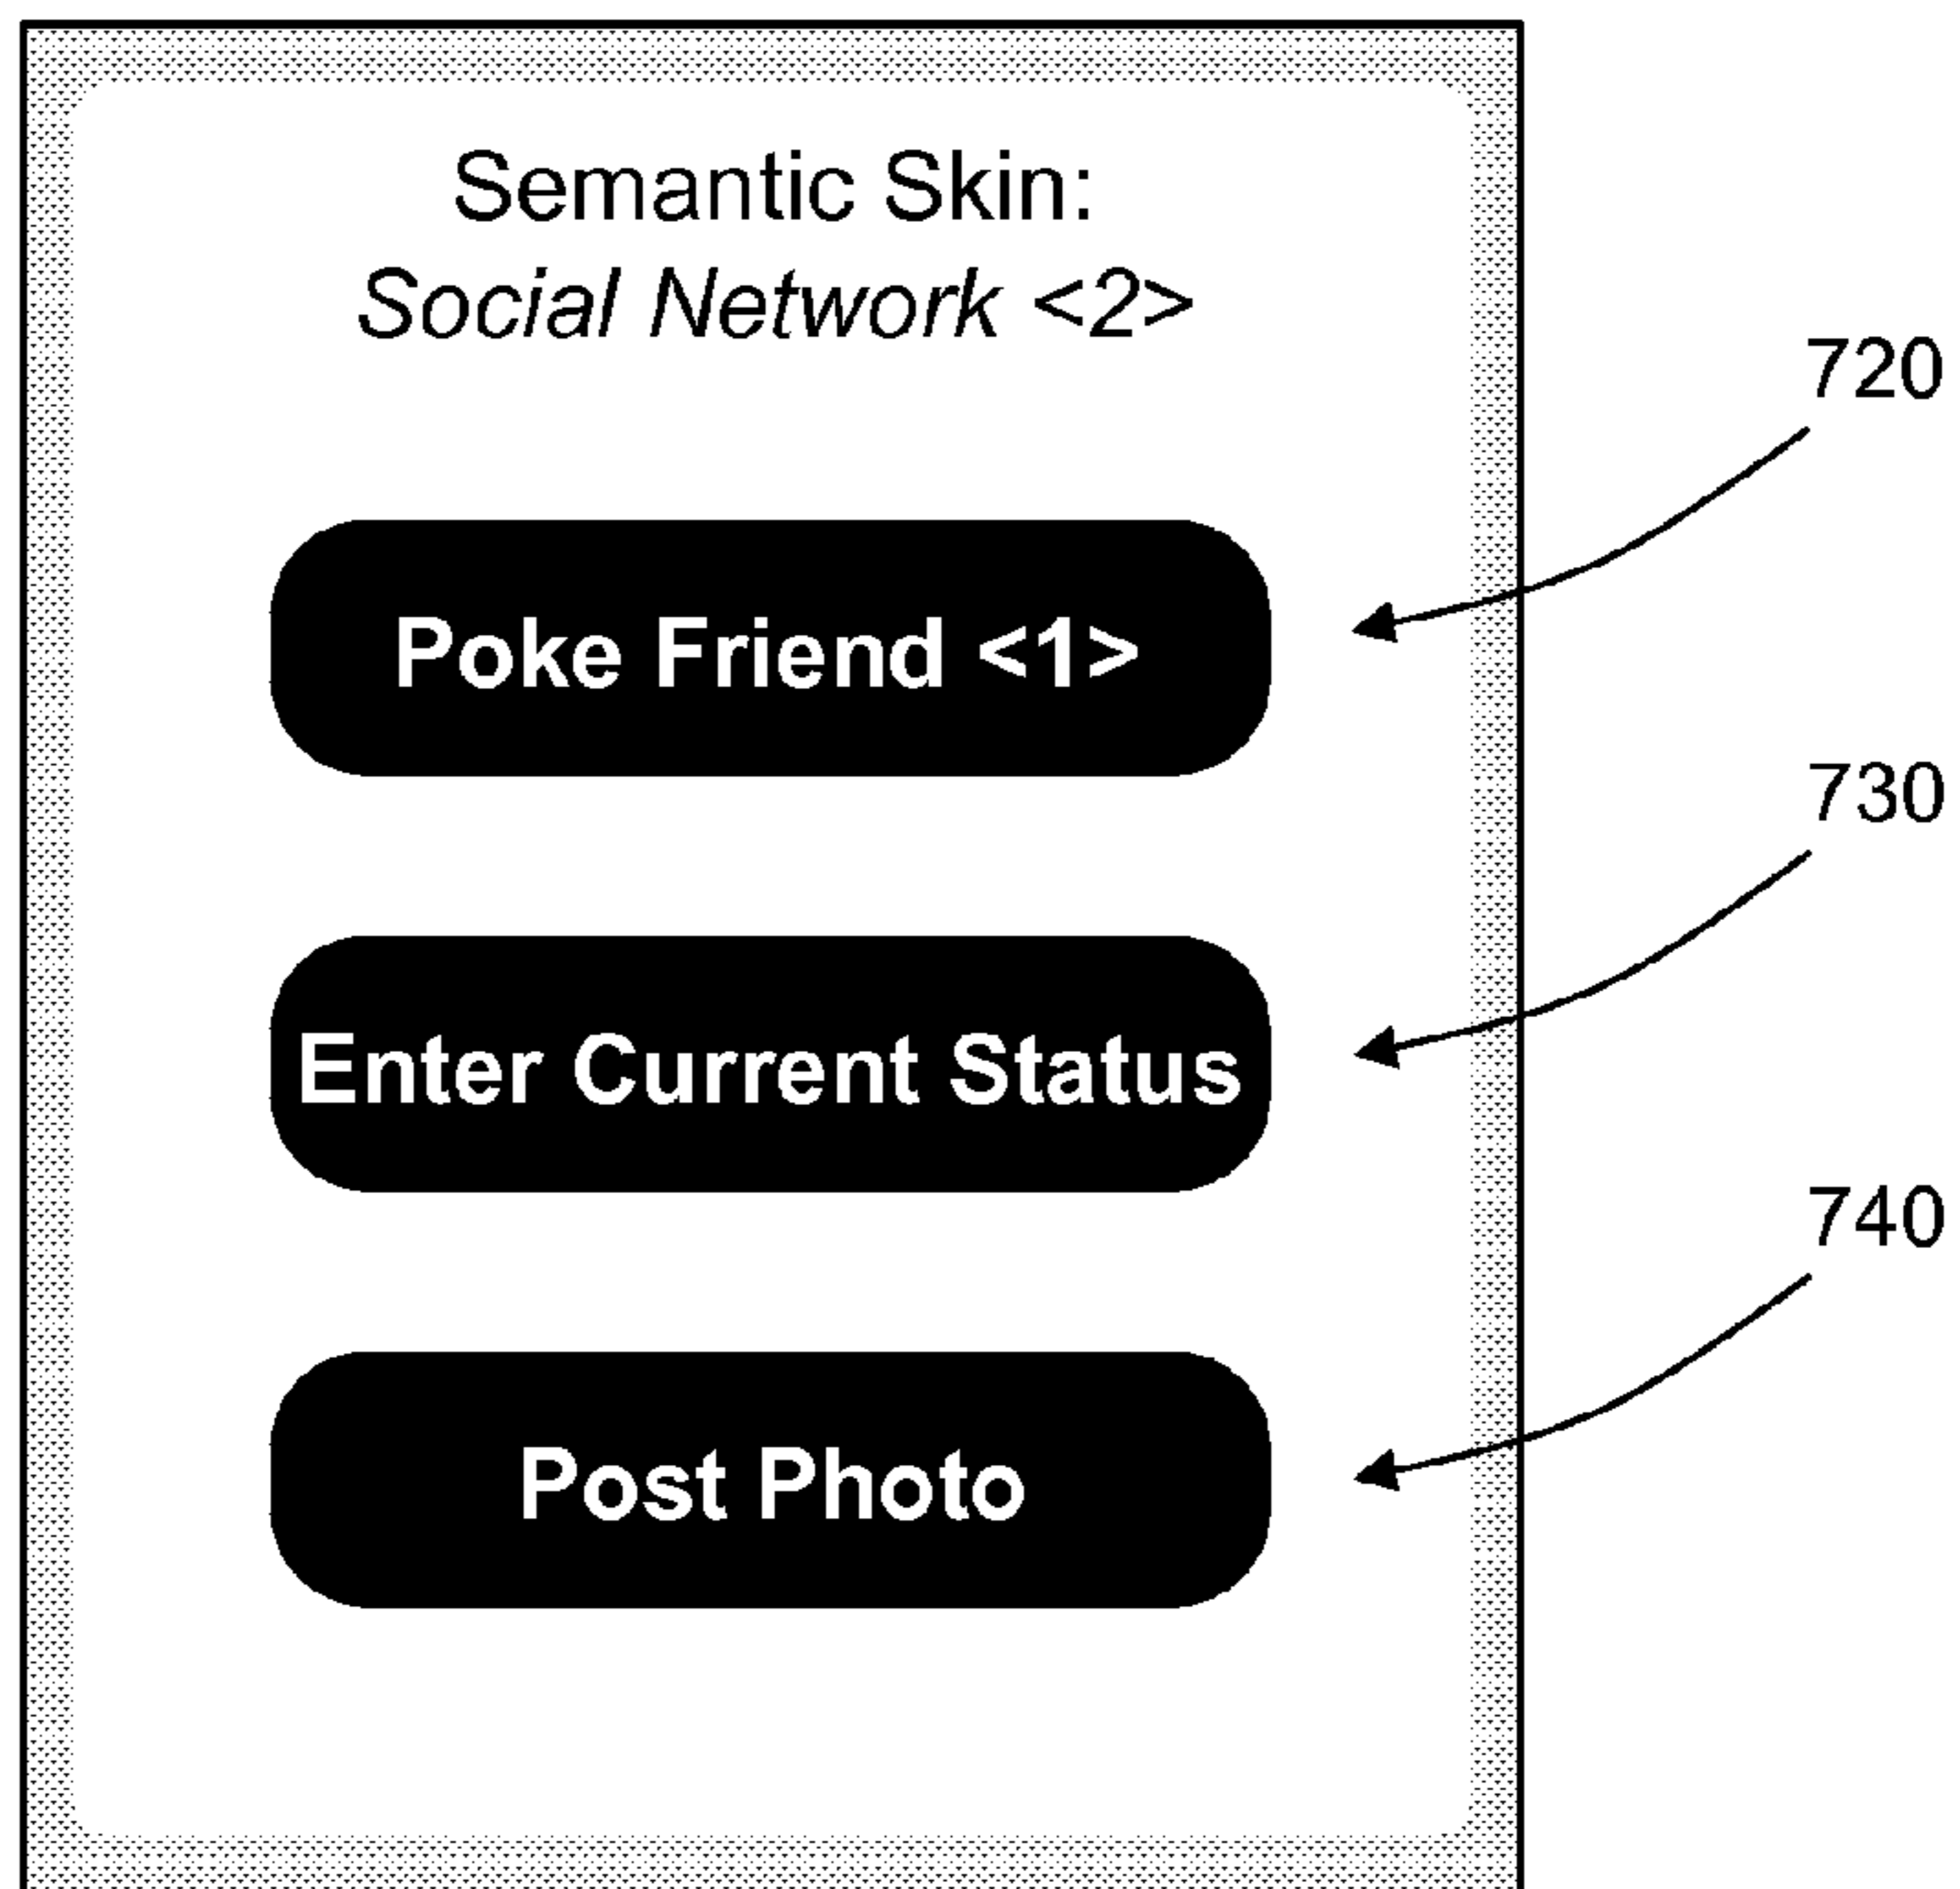 Semantic Skin:
Social Network <2>
720
Poke Friend <1>
730
Enter Current Status
740
Post Photo